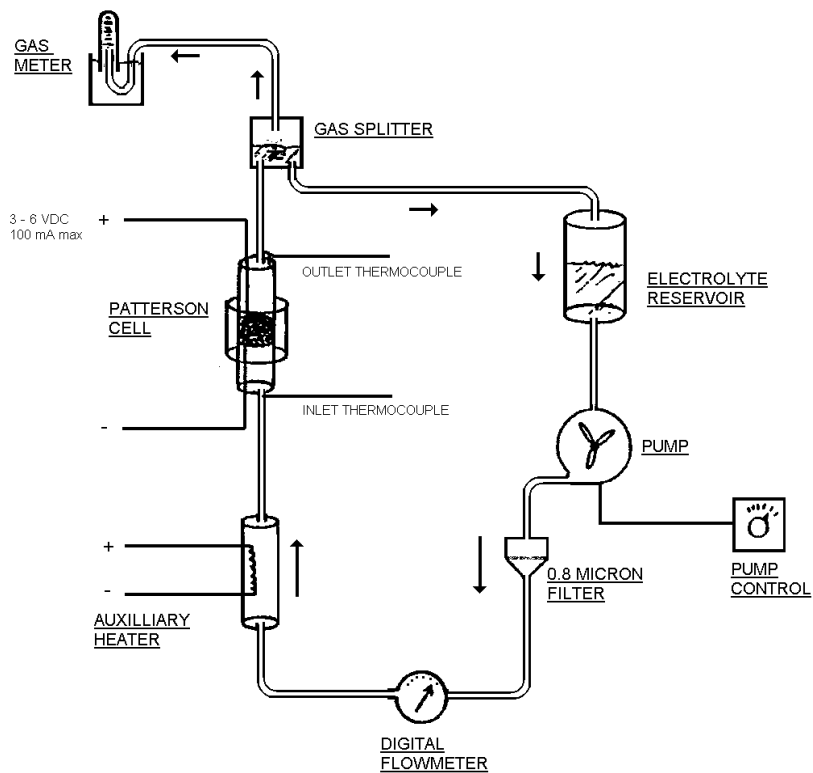 GAS
METER
GAS SPLITTER
3 - 6 VDC
100 mA max
+
OUTLET THERMOCOUPLE
ELECTROLYTE
RESERVOIR
PATTERSON
CELL
INLET THERMOCOUPLE
-
PUMP
+
-
0.8 MICRON
FILTER
PUMP
CONTROL
AUXILLIARY
HEATER
DIGITAL
FLOWMETER